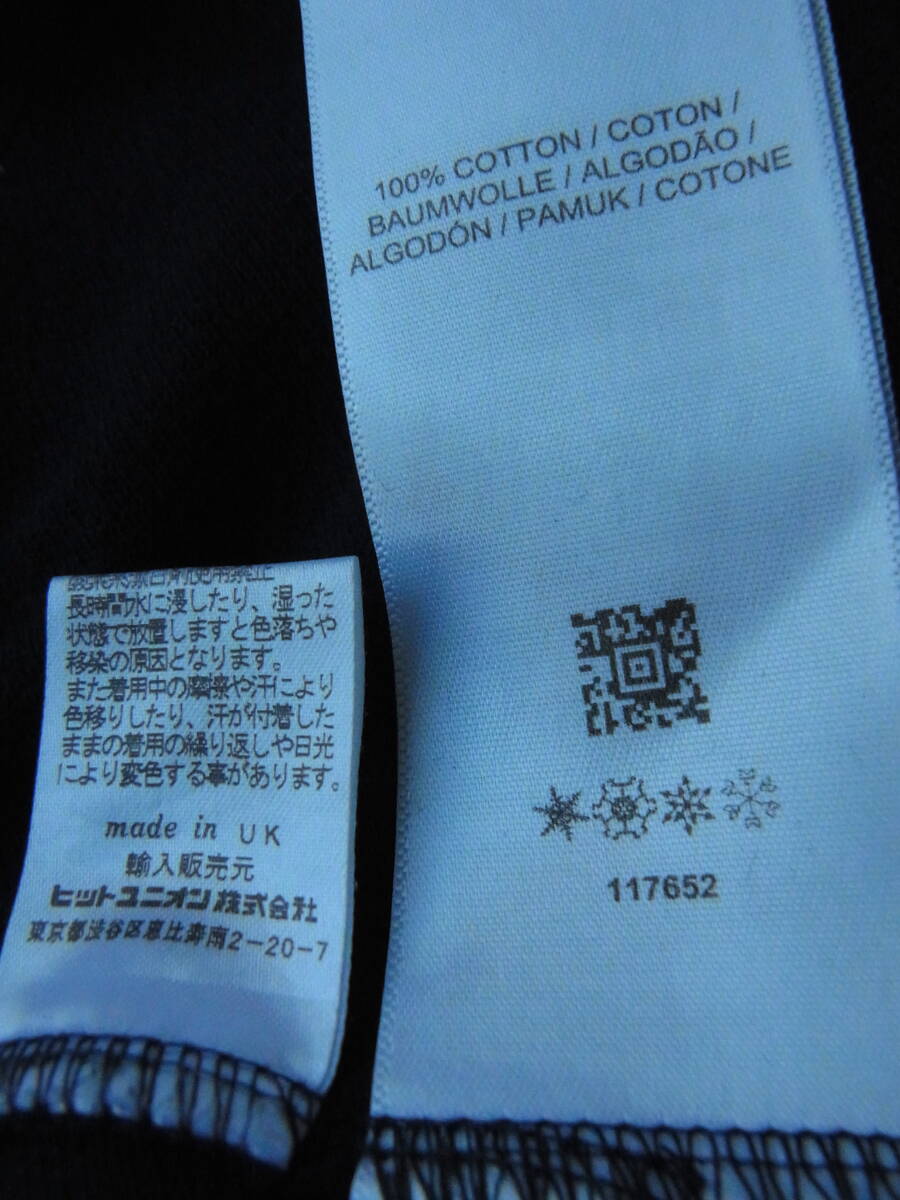 100% COTTON / COTON /
BAUMWOLLE / ALGODÃO /
ALGODÓN / PAMUK / COTONE
117652
長時間水に浸したり、湿った
状態で放置しますと色落ちや
移染の原因となります。
また着用中の摩擦や汗により
色移りしたり、汗が付着した
ままの着用の繰り返しや日光
により変色する事があります。
made in UK
輸入販売元
ヒットユニオン株式会社
東京都渋谷区恵比寿南2-20-7